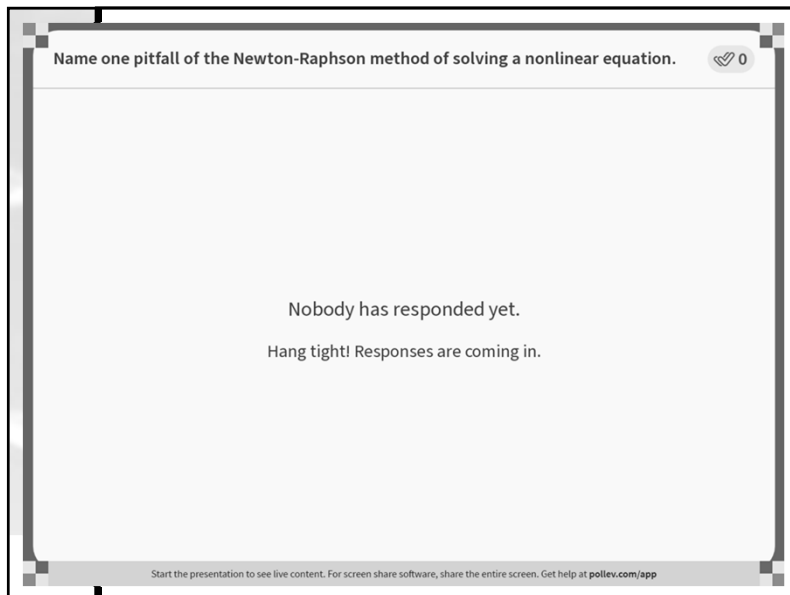 Name one pitfall of the Newton-Raphson method of solving a nonlinear equation.
0
Nobody has responded yet.
Hang tight! Responses are coming in.
Start the presentation to see live content. For screen share software, share the entire screen. Get help at pollev.com/app